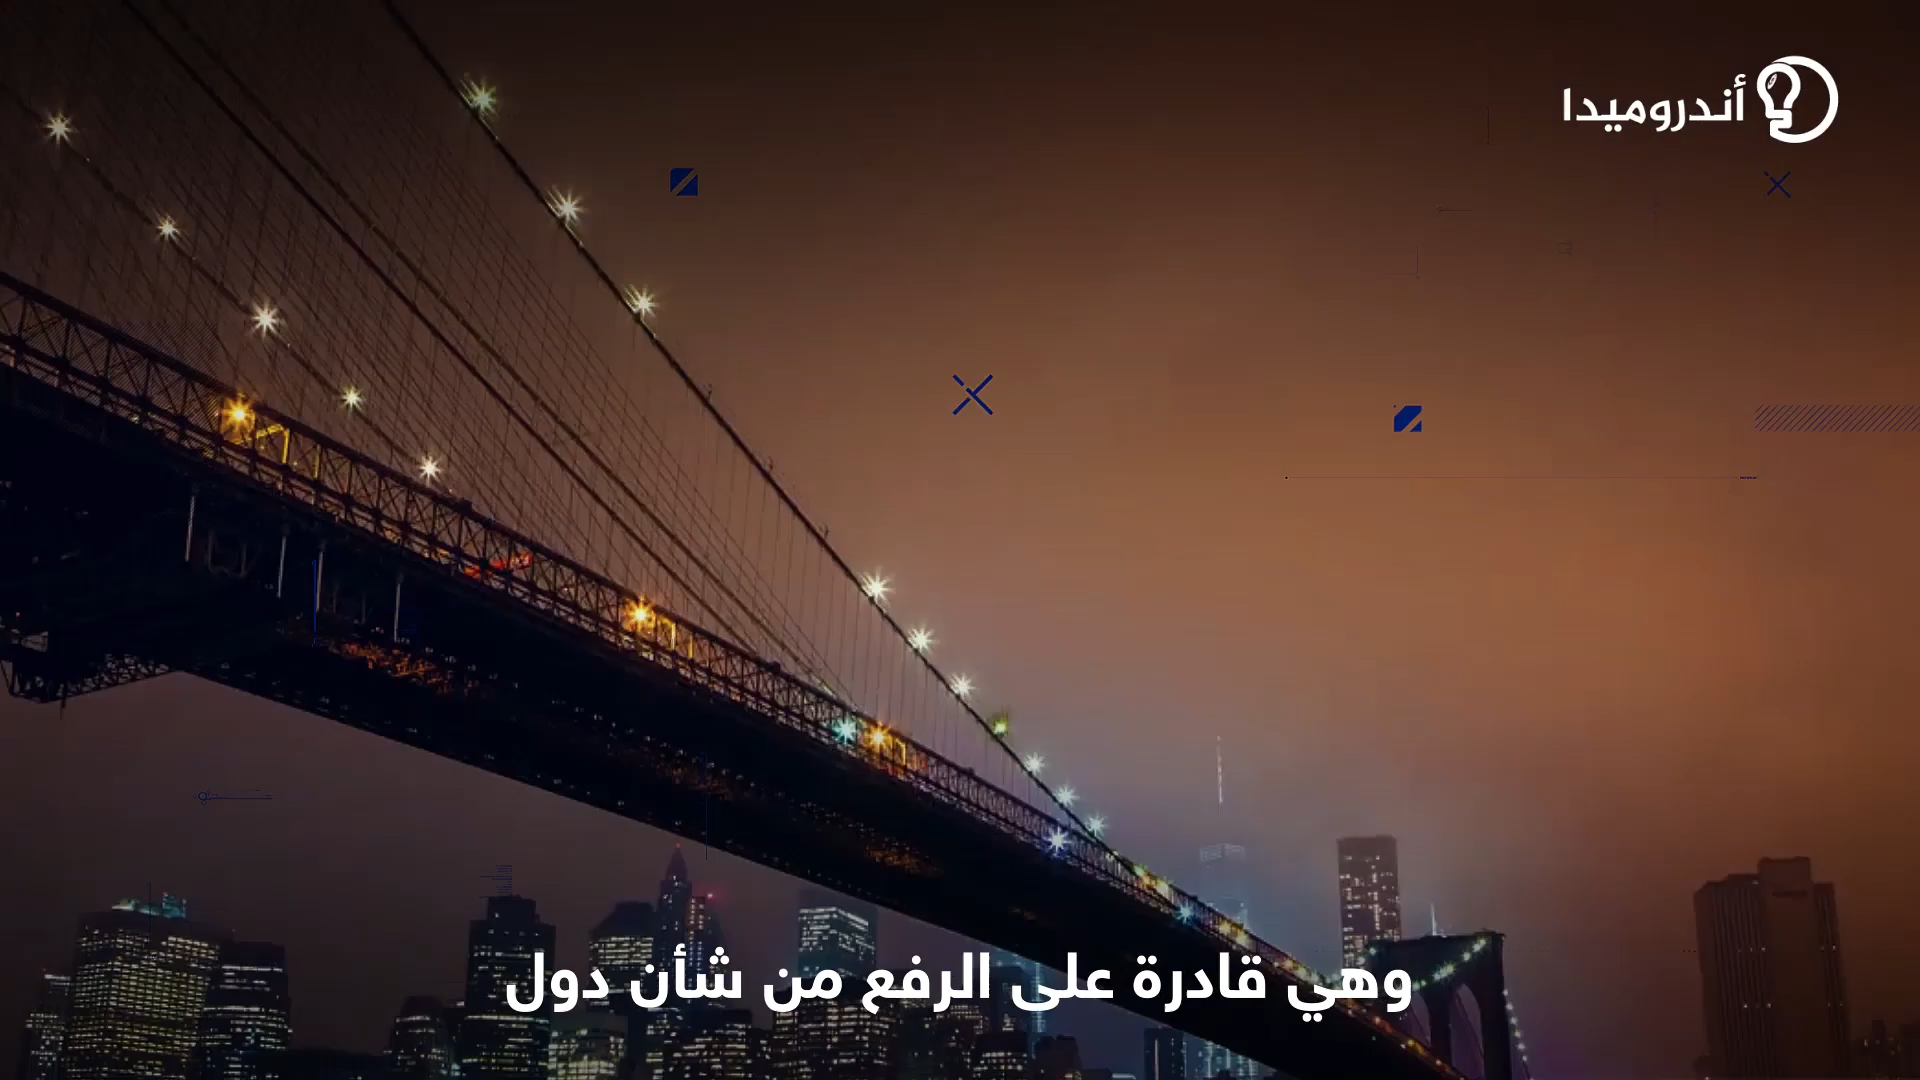 أندروميدا
وهي قادرة على الرفع من شأن دول